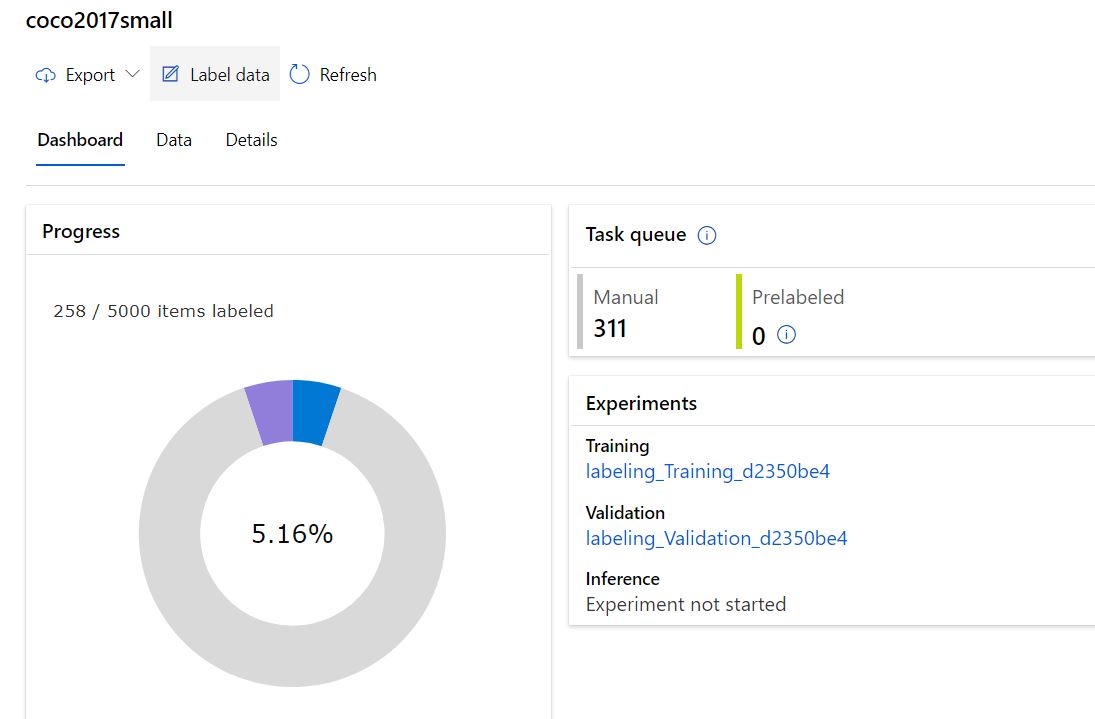 coco2017small
Export Label data Refresh
Dashboard Data Details
Progress
258 / 5000 items labeled
5.16%
Task queue
Manual Prelabeled
311 0
Experiments
Training
labeling_Training_d2350be4
Validation
labeling_Validation_d2350be4
Inference
Experiment not started